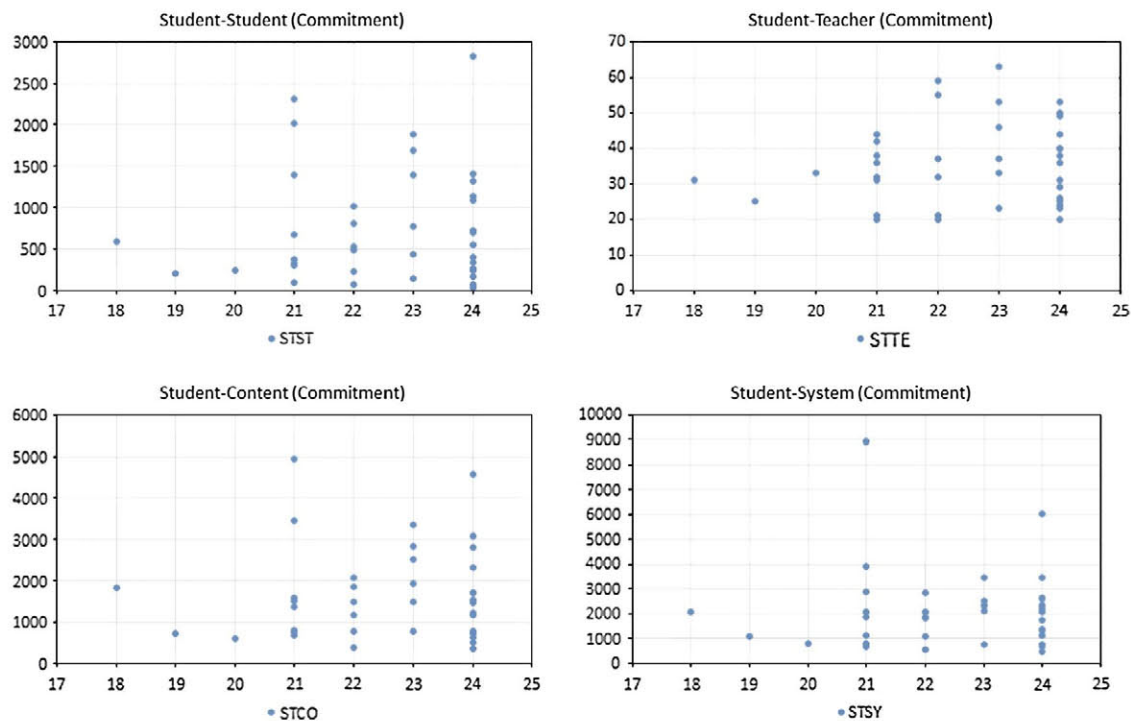 Student-Student (Commitment)
3000
2500
2000
1500
1000
500
0
17 18 19 20 21 22 23 24 25
STST
Student-Teacher (Commitment)
70
60
50
40
30
20
10
0
17 18 19 20 21 22 23 24 25
STTE
Student-Content (Commitment)
6000
5000
4000
3000
2000
1000
0
17 18 19 20 21 22 23 24 25
STCO
Student-System (Commitment)
10000
9000
8000
7000
6000
5000
4000
3000
2000
1000
0
17 18 19 20 21 22 23 24 25
STSY